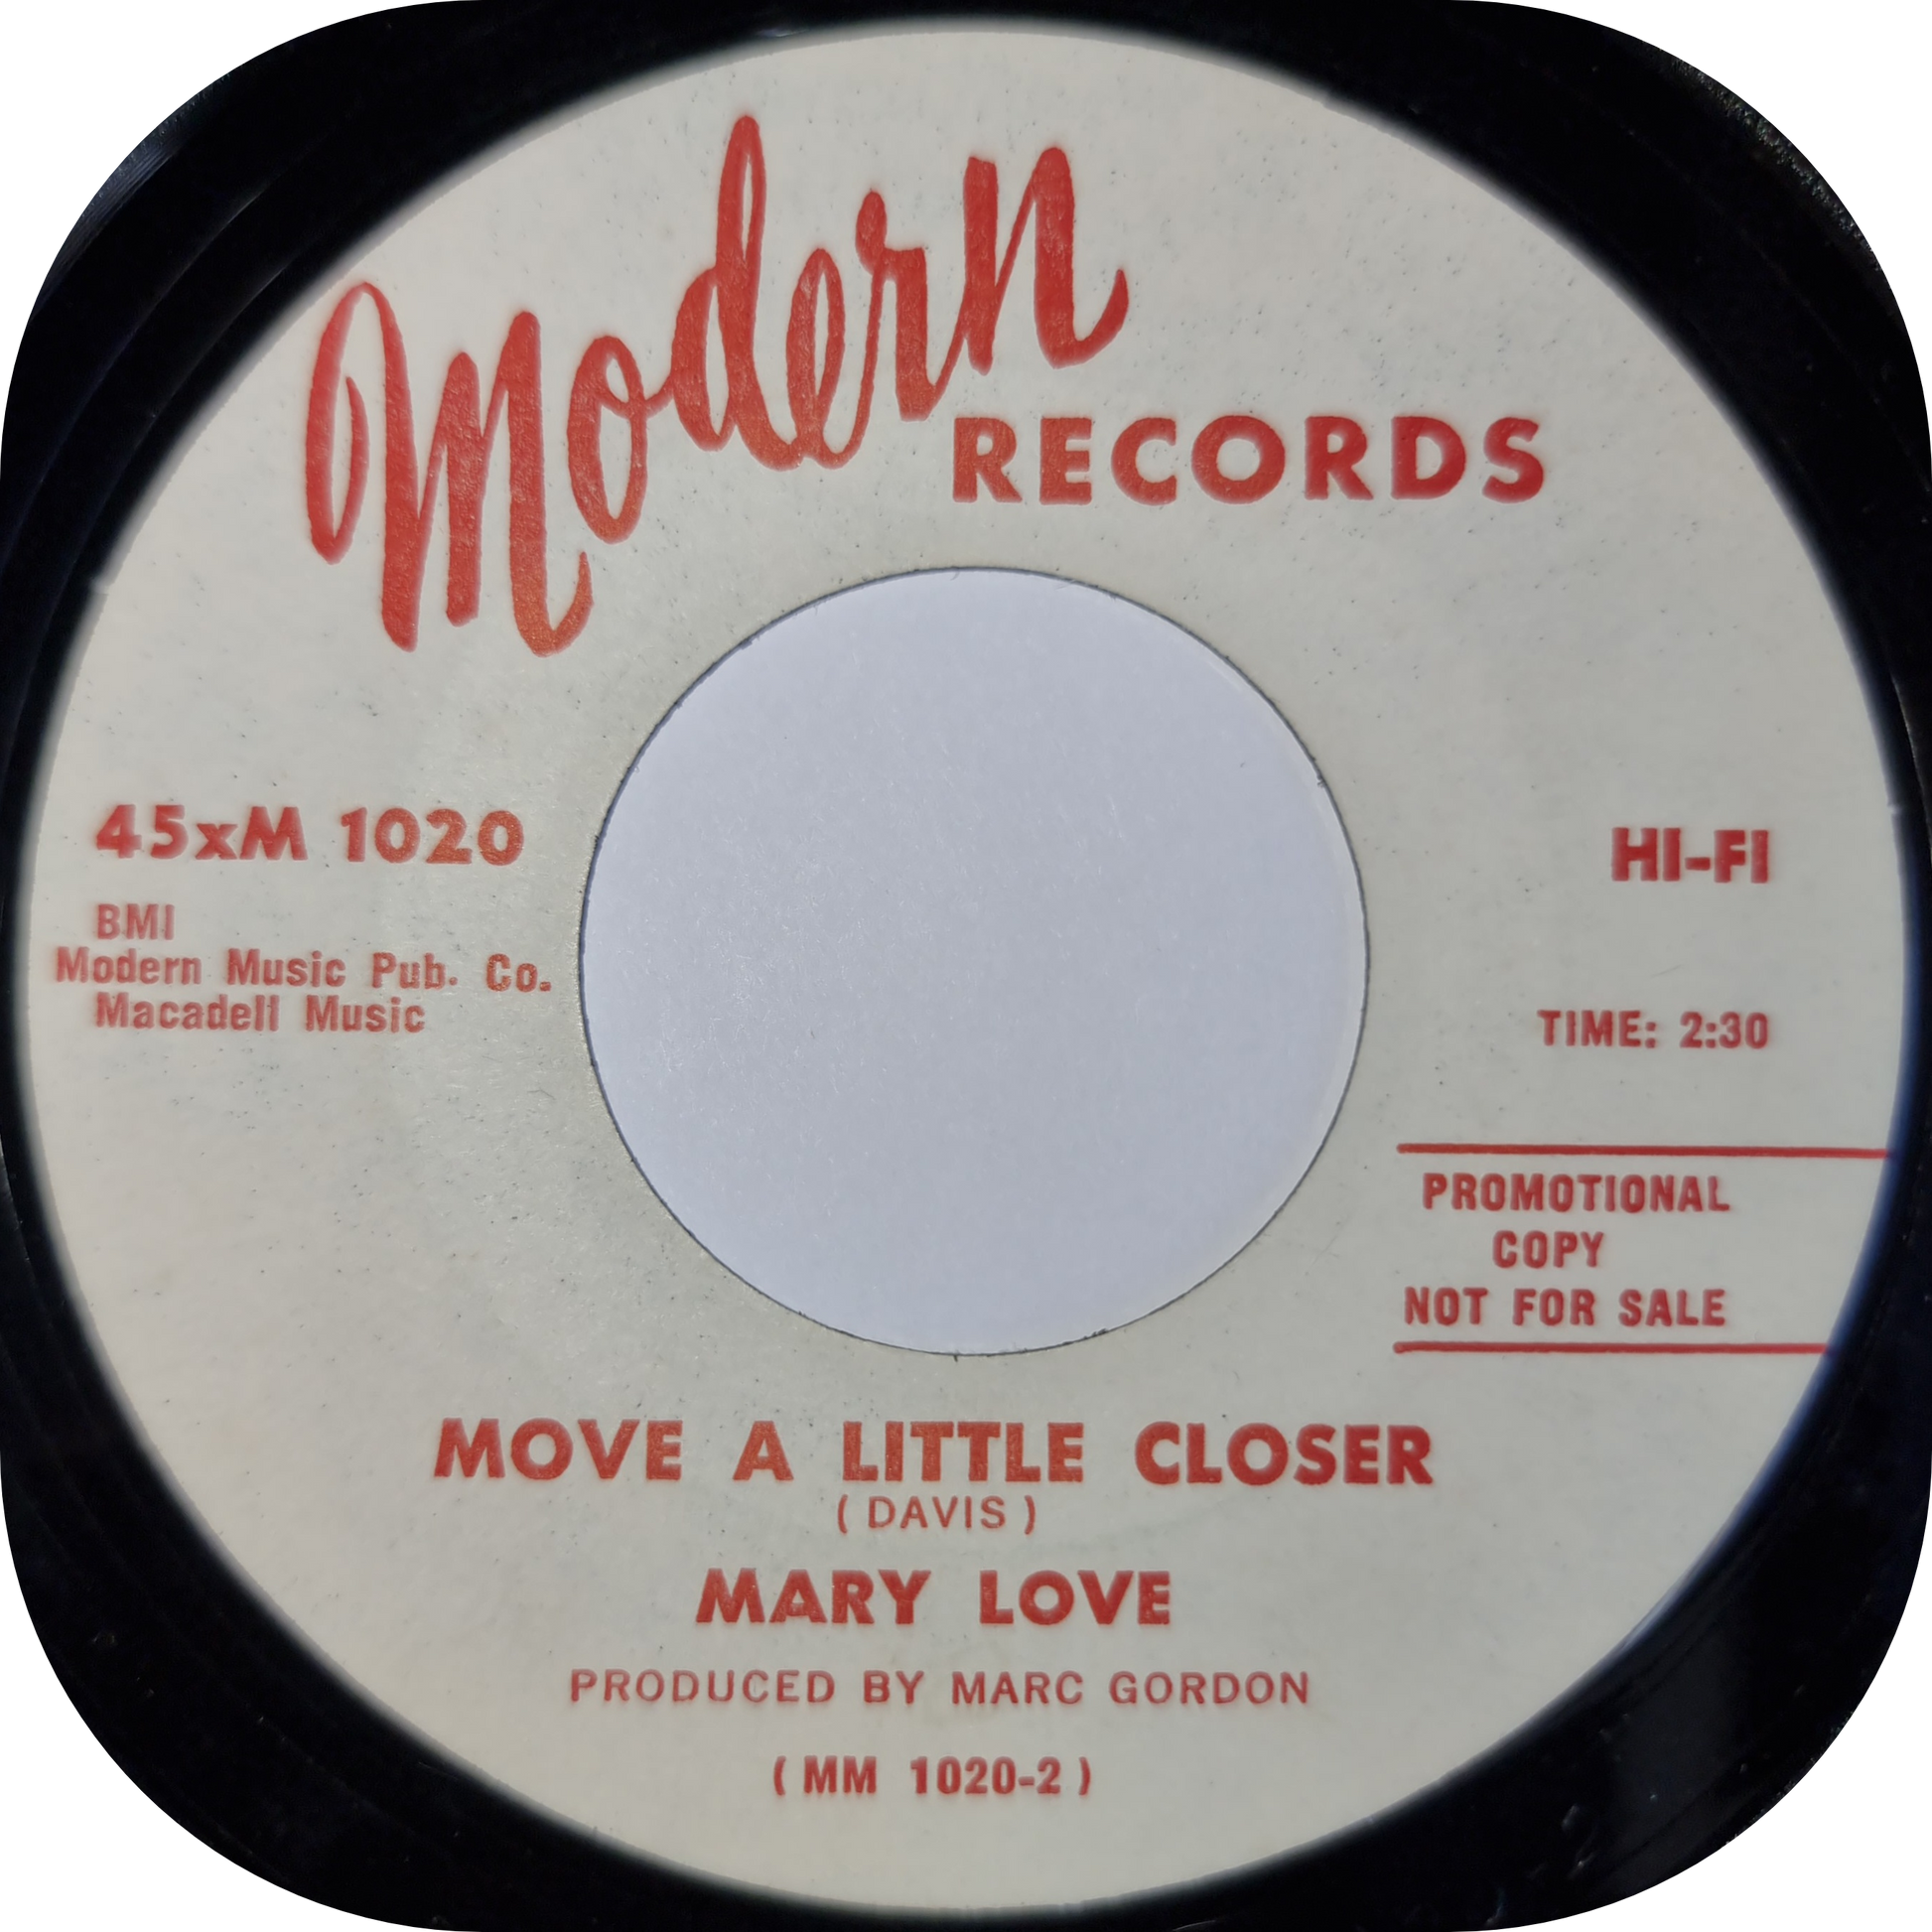 Modern
RECORDS
45xM 1020
HI-FI
BMI
Modern Music Pub. Co.
Macadell Music
TIME: 2:30
PROMOTIONAL
COPY
NOT FOR SALE
MOVE A LITTLE CLOSER
( DAVIS )
MARY LOVE
PRODUCED BY MARC GORDON
( MM 1020-2 )